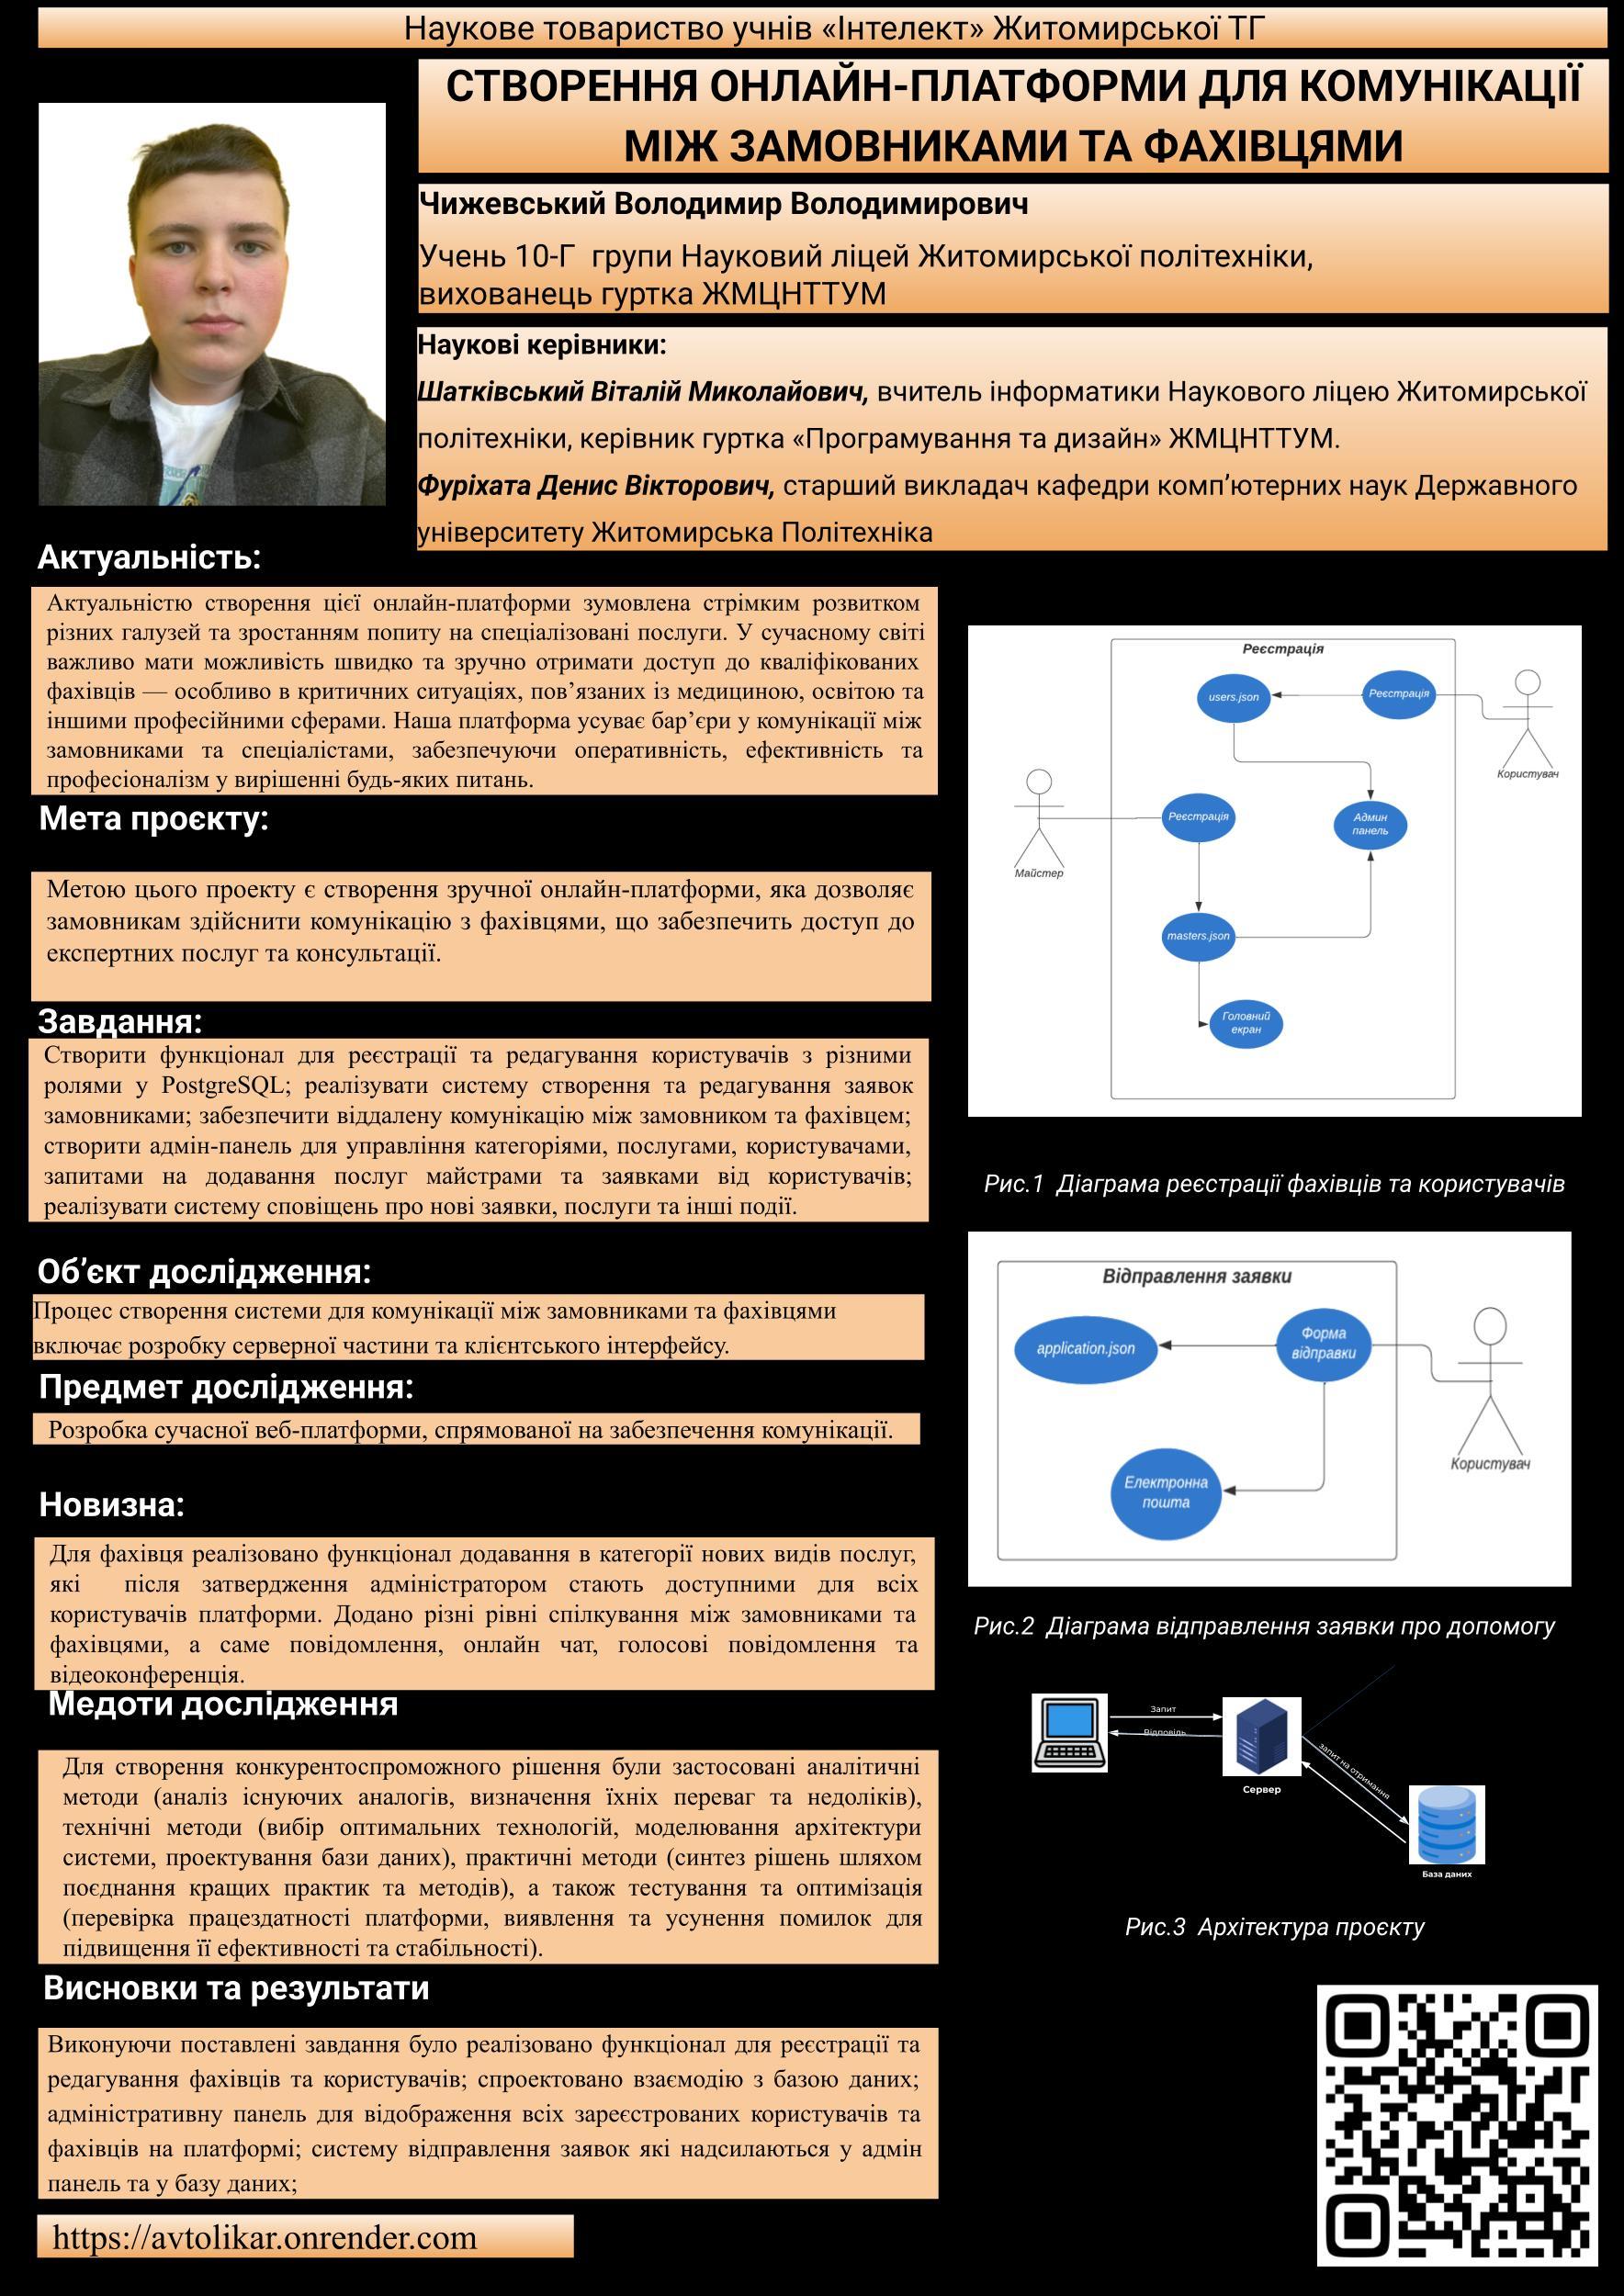 Наукове товариство учнів «Інтелект» Житомирської ТГ
СТВОРЕННЯ ОНЛАЙН-ПЛАТФОРМИ ДЛЯ КОМУНІКАЦІЇ
МІЖ ЗАМОВНИКАМИ ТА ФАХІВЦЯМИ
Чижевський Володимир Володимирович
Учень 10-Г групи Науковий ліцей Житомирської політехніки,
вихованець гуртка ЖМЦНТТУМ
Наукові керівники:
Шатківський Віталій Миколайович, вчитель інформатики Наукового ліцею Житомирської
політехніки, керівник гуртка «Програмування та дизайн» ЖМЦНТТУМ.
Фуріхата Денис Вікторович, старший викладач кафедри комп’ютерних наук Державного
університету Житомирська Політехніка
Актуальність:
Актуальністю створення цієї онлайн-платформи зумовлена стрімким розвитком
різних галузей та зростанням попиту на спеціалізовані послуги. У сучасному світі
важливо мати можливість швидко та зручно отримати доступ до кваліфікованих
фахівців — особливо в критичних ситуаціях, пов’язаних із медициною, освітою та
іншими професійними сферами. Наша платформа усуває бар’єри у комунікації між
замовниками та спеціалістами, забезпечуючи оперативність, ефективність та
професіоналізм у вирішенні будь-яких питань.
Мета проєкту:
Метою цього проекту є створення зручної онлайн-платформи, яка дозволяє
замовникам здійснити комунікацію з фахівцями, що забезпечить доступ до
експертних послуг та консультації.
Завдання:
Створити функціонал для реєстрації та редагування користувачів з різними
ролями у PostgreSQL; реалізувати систему створення та редагування заявок
замовниками; забезпечити віддалену комунікацію між замовником та фахівцем;
створити адмін-панель для управління категоріями, послугами, користувачами,
запитами на додавання послуг майстрами та заявками від користувачів;
реалізувати систему сповіщень про нові заявки, послуги та інші події.
Об’єкт дослідження:
Процес створення системи для комунікації між замовниками та фахівцями
включає розробку серверної частини та клієнтського інтерфейсу.
Предмет дослідження:
Розробка сучасної веб-платформи, спрямованої на забезпечення комунікації.
Новизна:
Для фахівця реалізовано функціонал додавання в категорії нових видів послуг,
які після затвердження адміністратором стають доступними для всіх
користувачів платформи. Додано різні рівні спілкування між замовниками та
фахівцями, а саме повідомлення, онлайн чат, голосові повідомлення та
відеоконференція.
Медоти дослідження
Для створення конкурентоспроможного рішення були застосовані аналітичні
методи (аналіз існуючих аналогів, визначення їхніх переваг та недоліків),
технічні методи (вибір оптимальних технологій, моделювання архітектури
системи, проектування бази даних), практичні методи (синтез рішень шляхом
поєднання кращих практик та методів), а також тестування та оптимізація
(перевірка працездатності платформи, виявлення та усунення помилок для
підвищення її ефективності та стабільності).
Висновки та результати
Виконуючи поставлені завдання було реалізовано функціонал для реєстрації та
редагування фахівців та користувачів; спроектовано взаємодію з базою даних;
адміністративну панель для відображення всіх зареєстрованих користувачів та
фахівців на платформі; систему відправлення заявок які надсилаються у адмін
панель та у базу даних;
https://avtolikar.onrender.com
Реєстрація
users.json
Реєстрація
Користувач
Майстер
Реєстрація
Админ
панель
masters.json
Головний
екран
Рис.1 Діаграма реєстрації фахівців та користувачів
Відправлення заявки
application.json
Форма
відправки
Користувач
Електронна
пошта
Рис.2 Діаграма відправлення заявки про допомогу
Запит
Відповідь
Сервер
запит на отримання
База даних
Рис.3 Архітектура проєкту